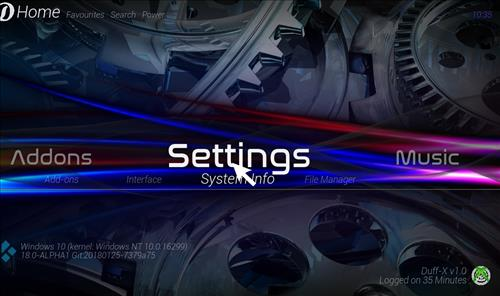 Home Favourites Search Power 10:35
Addons Settings Music
Add-ons Interface System Info File Manager
Windows 10 (kernel: Windows NT 10.0.16299)
18.0-ALPHA1 Git:20180125-7379a75
Duff-X v1.0
Logged on 35 Minutes